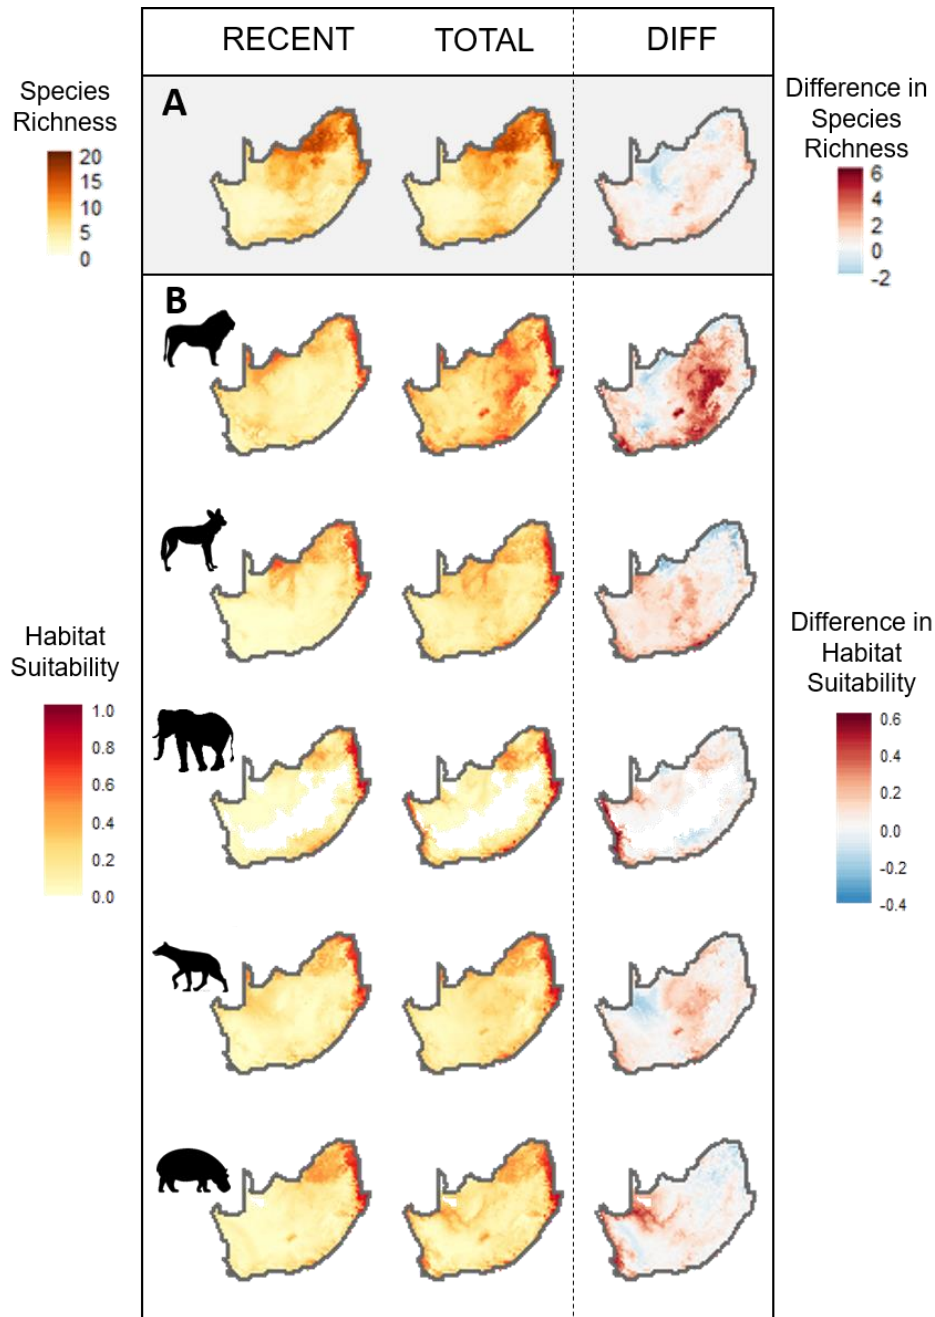 RECENT TOTAL DIFF
Species
Richness
20
15
10
5
0
A
Difference in
Species
Richness
6
4
2
0
-2
B
Habitat
Suitability
1.0
0.8
0.6
0.4
0.2
0.0
Difference in
Habitat
Suitability
0.6
0.4
0.2
0.0
-0.2
-0.4